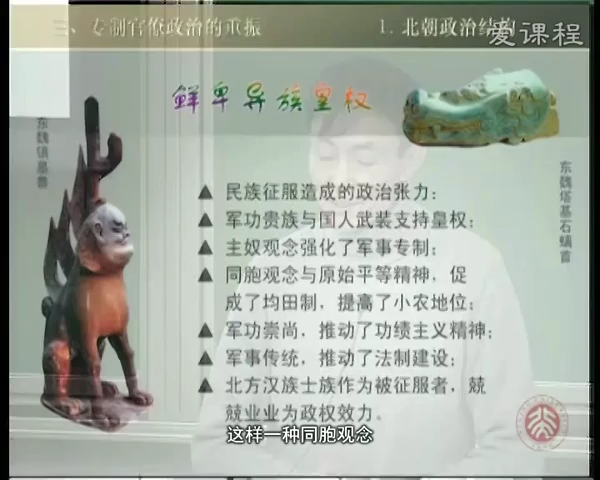 三、专制官僚政治的重振
1. 北朝政治结构
爱课程
鲜卑异族皇权
东魏镇墓兽
东魏塔基石螭首
▲ 民族征服造成的政治张力；
▲ 军功贵族与国人武装支持皇权；
▲ 主奴观念强化了军事专制；
▲ 同胞观念与原始平等精神，促
成了均田制，提高了小农地位；
▲ 军功崇尚，推动了功绩主义精神；
▲ 军事传统，推动了法制建设；
▲ 北方汉族士族作为被征服者，兢
兢业业为政权效力。
这样一种同胞观念